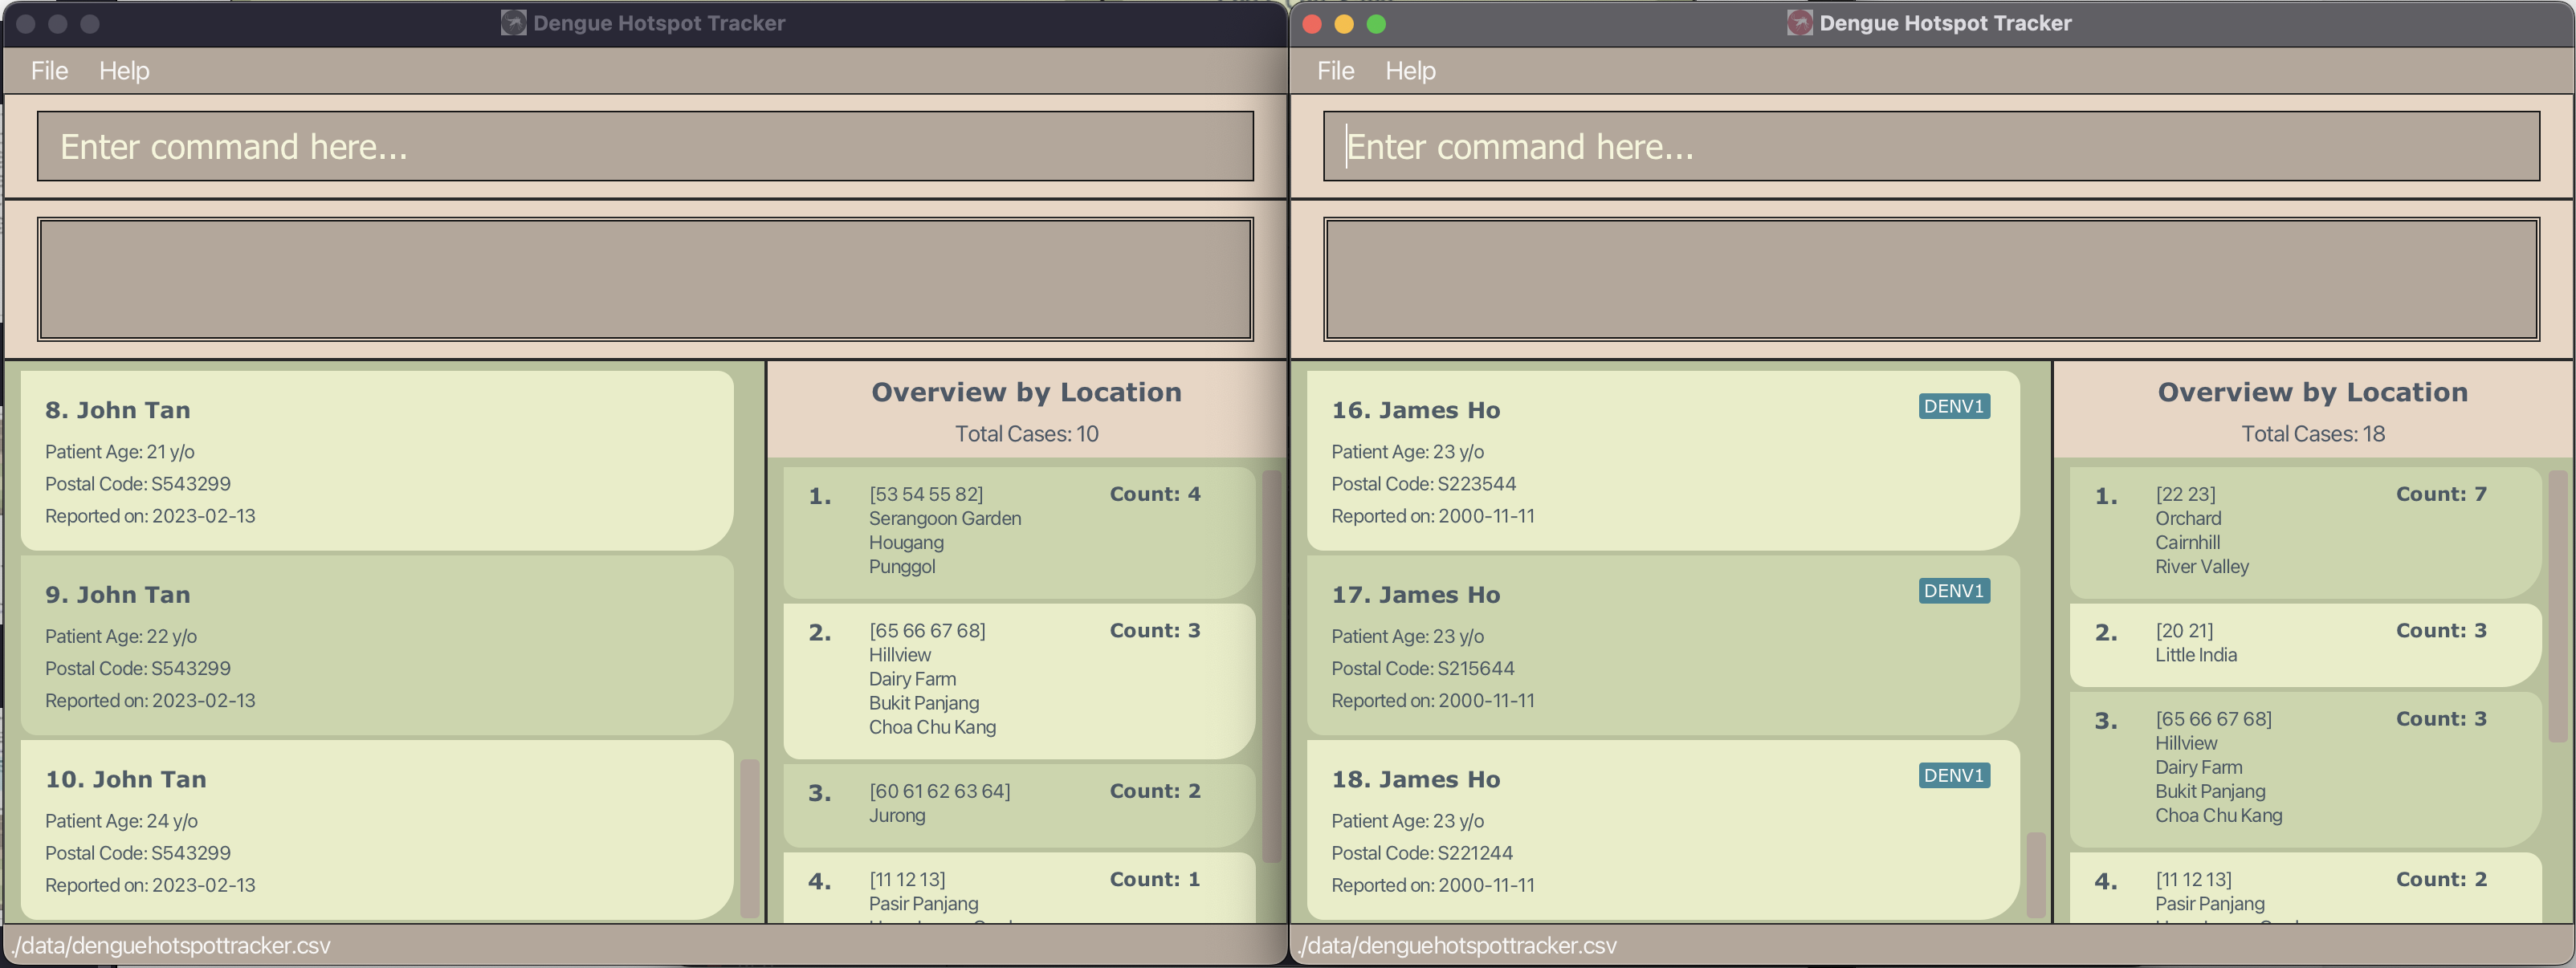 Dengue Hotspot Tracker
File Help
Enter command here...
8. John Tan
Patient Age: 21 y/o
Postal Code: S543299
Reported on: 2023-02-13
9. John Tan
Patient Age: 22 y/o
Postal Code: S543299
Reported on: 2023-02-13
10. John Tan
Patient Age: 24 y/o
Postal Code: S543299
Reported on: 2023-02-13
Overview by Location
Total Cases: 10
1. [53 54 55 82] Count: 4
Serangoon Garden
Hougang
Punggol
2. [65 66 67 68] Count: 3
Hillview
Dairy Farm
Bukit Panjang
Choa Chu Kang
3. [60 61 62 63 64] Count: 2
Jurong
4. [11 12 13] Count: 1
Pasir Panjang
./data/denguehotspottracker.csv
Dengue Hotspot Tracker
File Help
Enter command here...
16. James Ho DENV1
Patient Age: 23 y/o
Postal Code: S223544
Reported on: 2000-11-11
17. James Ho DENV1
Patient Age: 23 y/o
Postal Code: S215644
Reported on: 2000-11-11
18. James Ho DENV1
Patient Age: 23 y/o
Postal Code: S221244
Reported on: 2000-11-11
Overview by Location
Total Cases: 18
1. [22 23] Count: 7
Orchard
Cairnhill
River Valley
2. [20 21] Count: 3
Little India
3. [65 66 67 68] Count: 3
Hillview
Dairy Farm
Bukit Panjang
Choa Chu Kang
4. [11 12 13] Count: 2
Pasir Panjang
./data/denguehotspottracker.csv